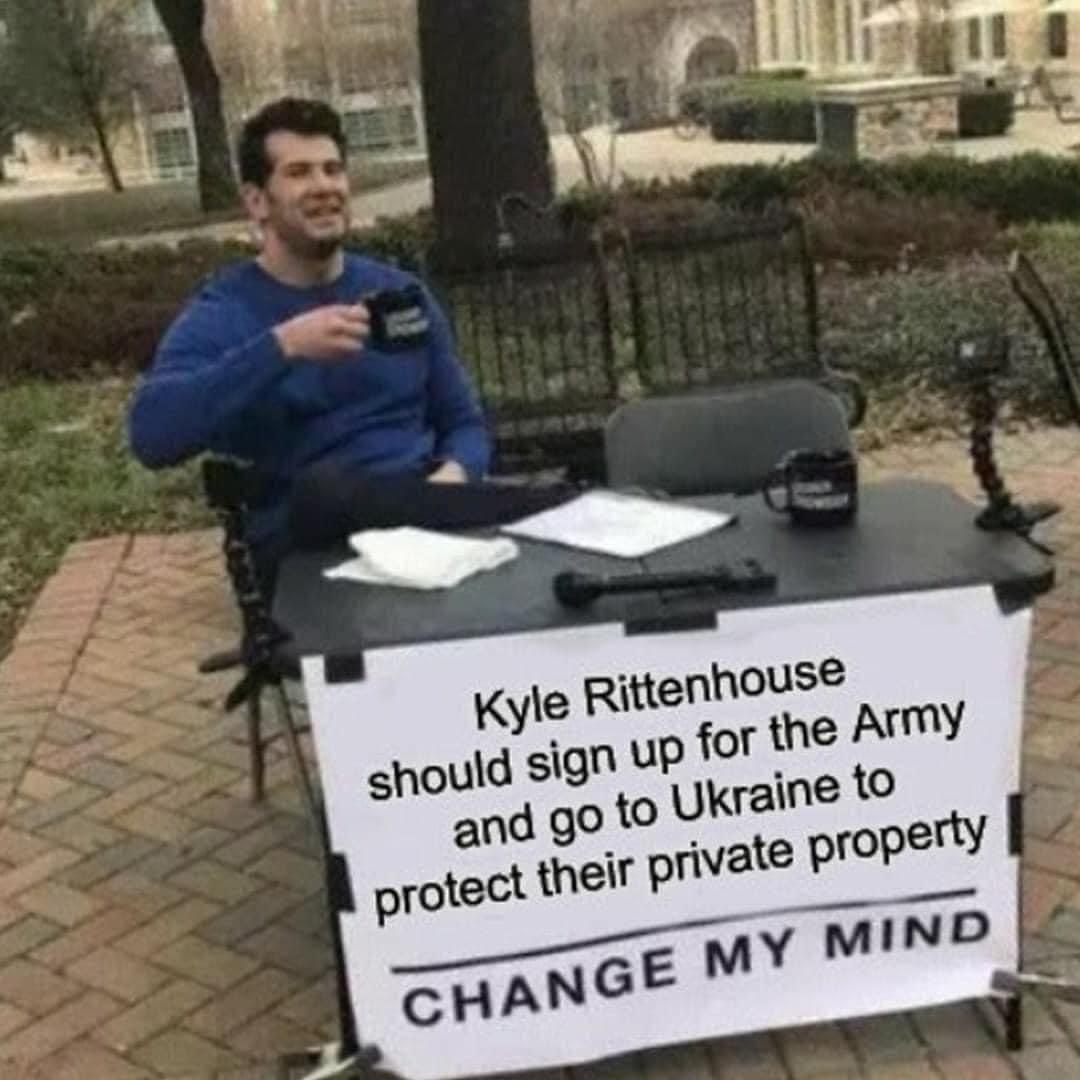 Kyle Rittenhouse
should sign up for the Army
and go to Ukraine to
protect their private property
CHANGE MY MIND